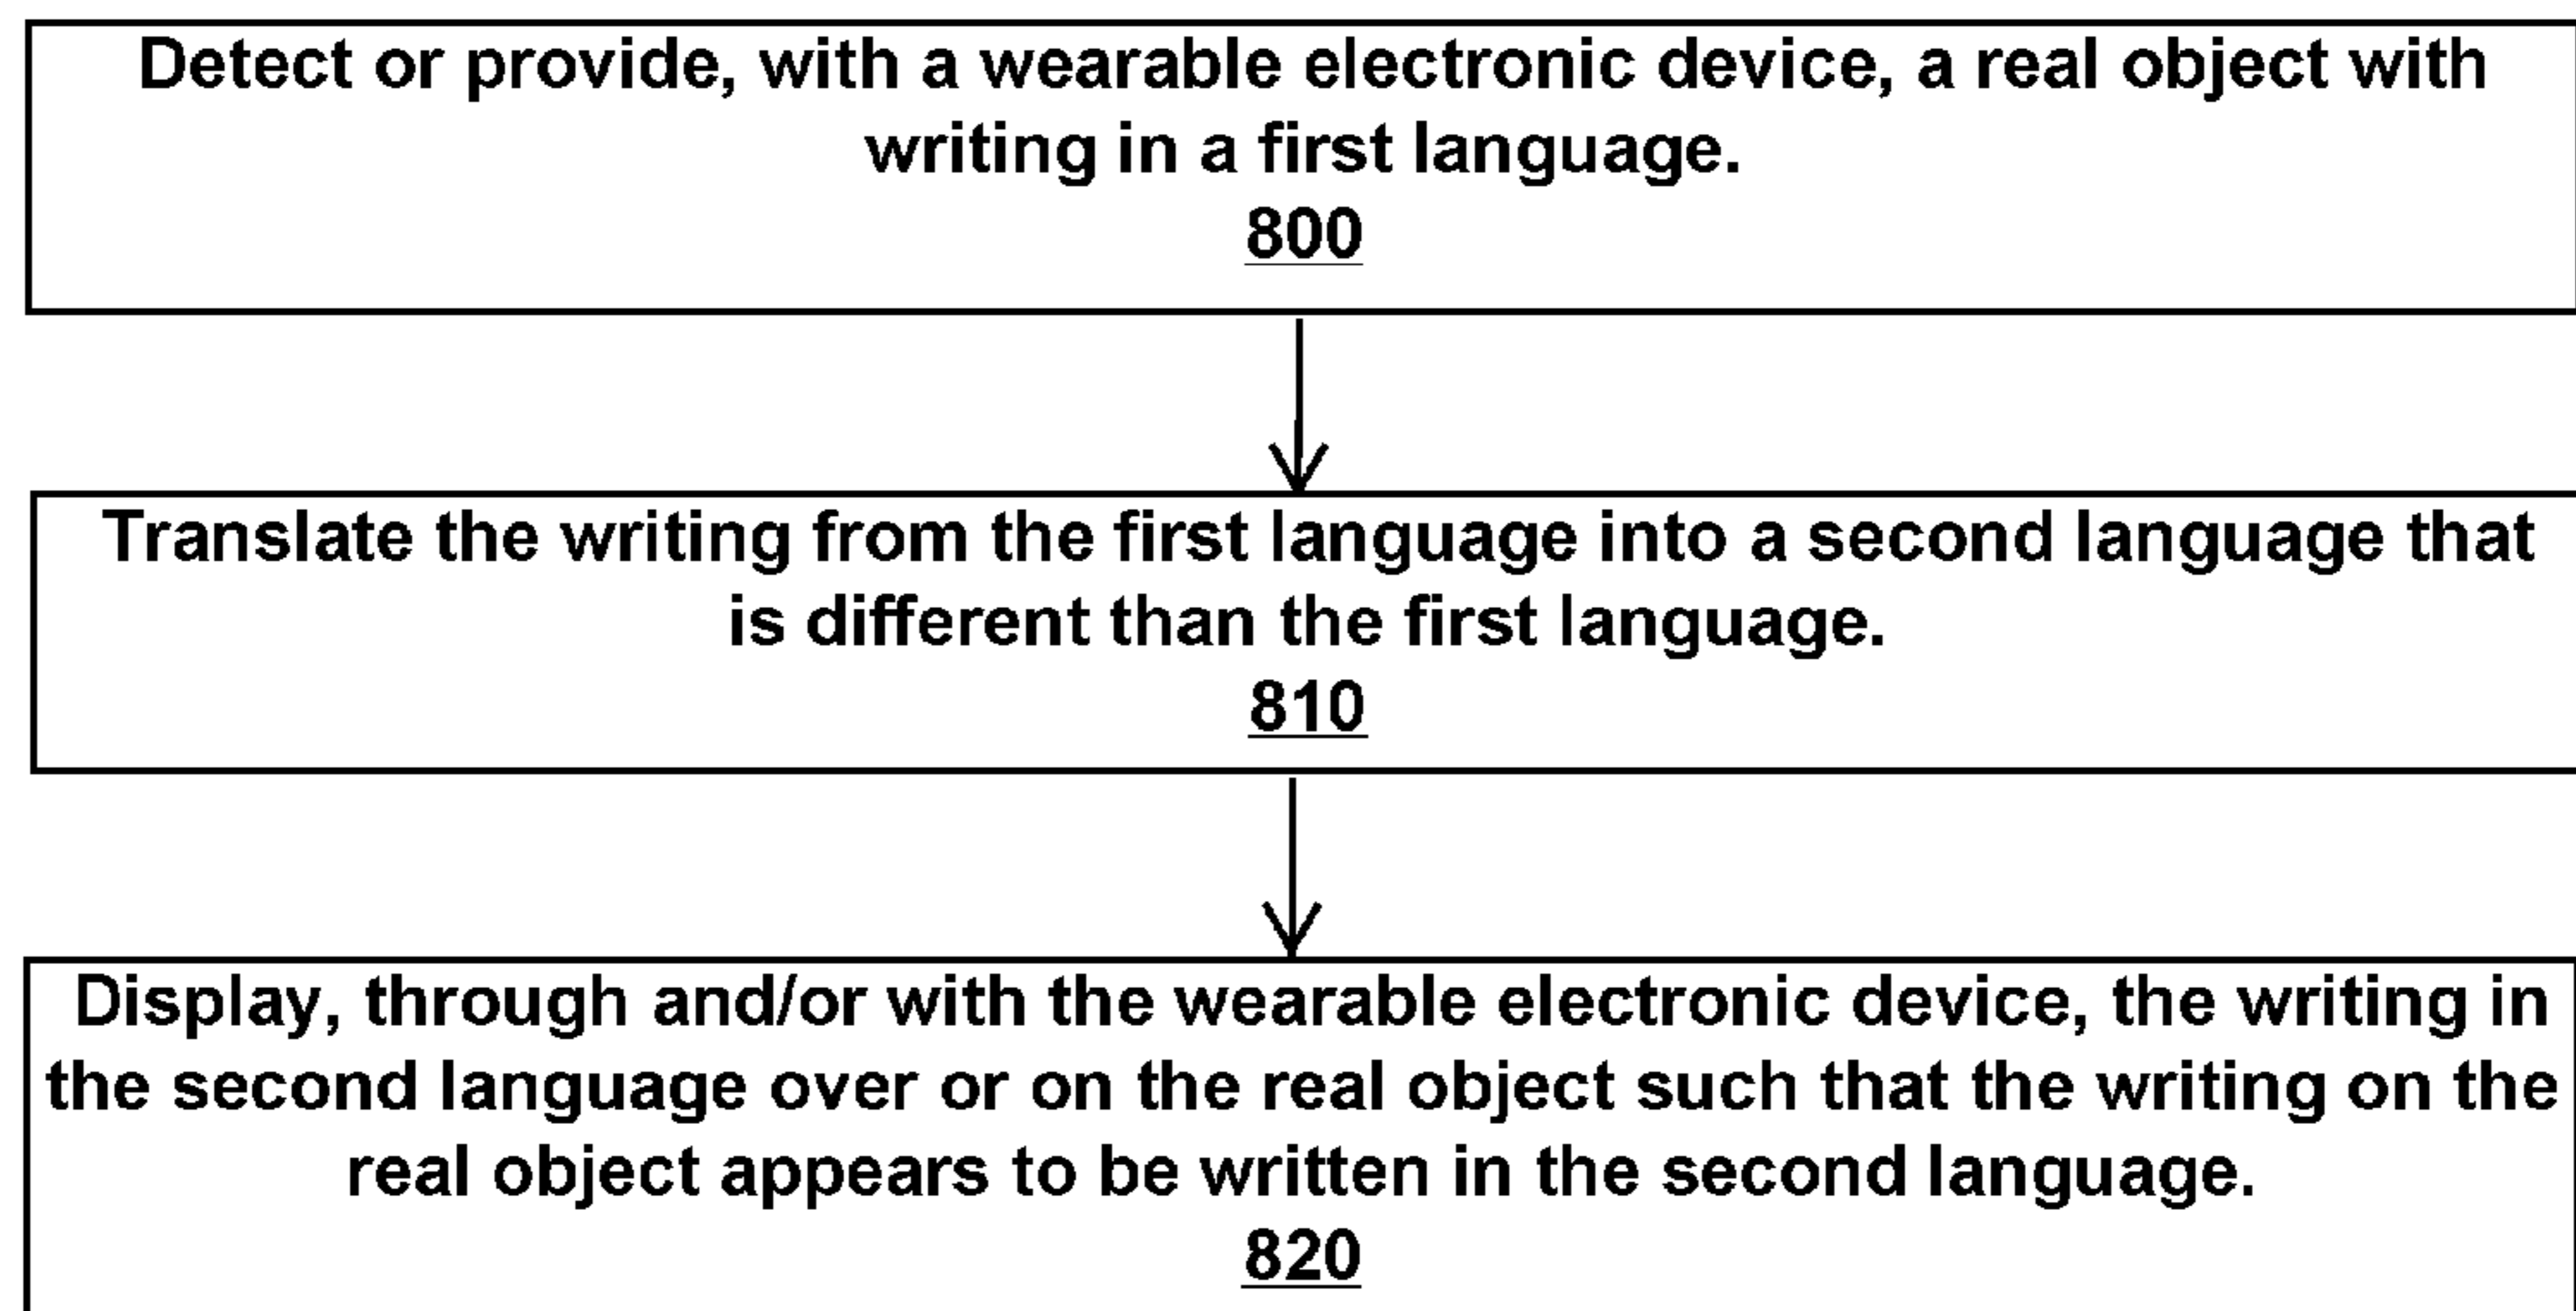 Detect or provide, with a wearable electronic device, a real object with
writing in a first language.
800
Translate the writing from the first language into a second language that
is different than the first language.
810
Display, through and/or with the wearable electronic device, the writing in
the second language over or on the real object such that the writing on the
real object appears to be written in the second language.
820